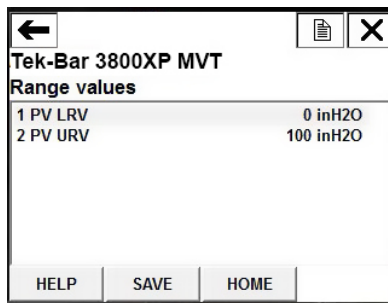 Tek-Bar 3800XP MVT
Range values
1 PV LRV 0 inH2O
2 PV URV 100 inH2O
HELP SAVE HOME